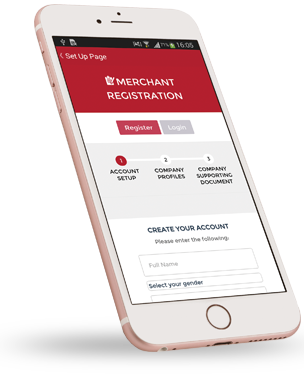 71% 16:05
Set Up Page
MERCHANT
REGISTRATION
Register Login
1 2 3
ACCOUNT SETUP COMPANY PROFILES COMPANY SUPPORTING DOCUMENT
CREATE YOUR ACCOUNT
Please enter the following:
Full Name
Select your gender